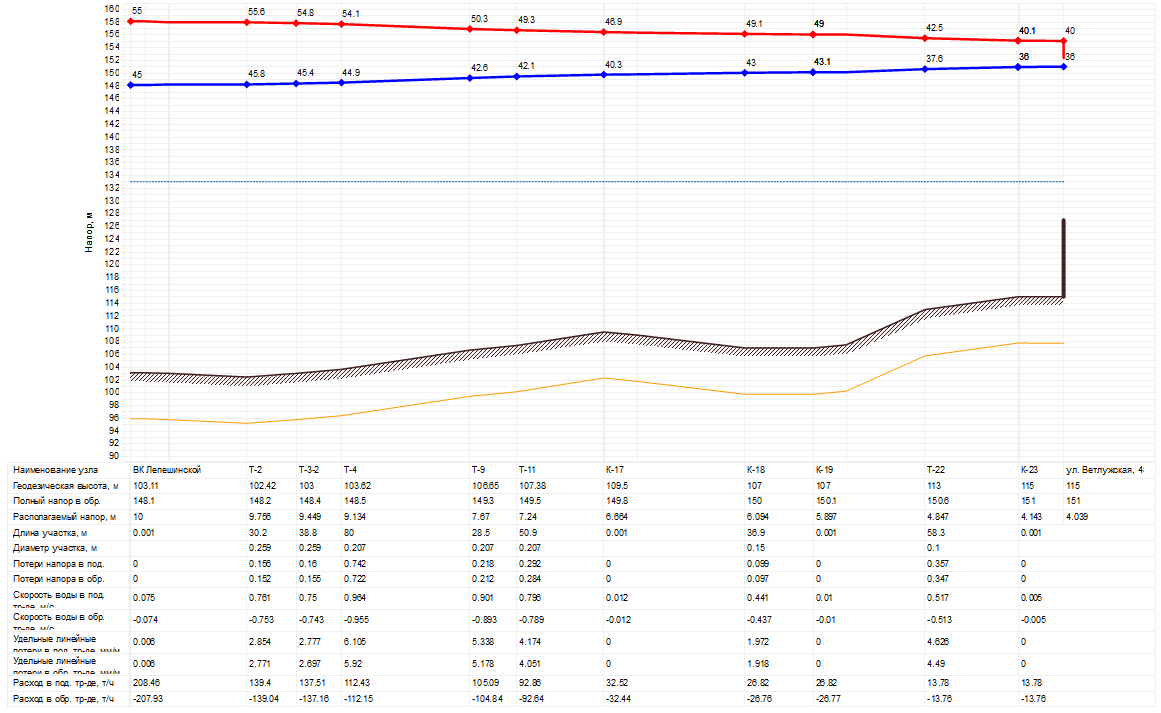 160
158
156
154
152
150
148
146
144
142
140
138
136
134
132
130
128
126
124
122
120
118
116
114
112
110
108
106
104
102
100
98
96
94
92
90
Напор, м
55 55.6 54.8 54.1 50.3 49.3 46.9 49.1 49 42.5 40.1 40
45 45.8 45.4 44.9 42.6 42.1 40.3 43 43.1 37.6 36 36
Наименование узла ВК Лепешинской Т-2 Т-3-2 Т-4 Т-9 Т-11 К-17 К-18 К-19 Т-22 К-23 ул. Ветлужская, 4
Геодезическая высота, м 103.11 102.42 103 103.62 106.65 107.38 109.5 107 107 113 115 115
Полный напор в обр. 148.1 148.2 148.4 148.5 149.3 149.5 149.8 150 150.1 150.6 151 151
Располагаемый напор, м 10 9.756 9.449 9.134 7.67 7.24 6.664 6.094 5.897 4.847 4.143 4.039
Длина участка, м 0.001 30.2 38.8 80 28.5 50.9 0.001 36.9 0.001 58.3 0.001
Диаметр участка, м 0.259 0.259 0.207 0.207 0.207 0.15 0.1
Потери напора в под. 0 0.156 0.16 0.742 0.218 0.292 0 0.099 0 0.357 0
Потери напора в обр. 0 0.152 0.155 0.722 0.212 0.284 0 0.097 0 0.347 0
Скорость воды в под. тр-де, м/с 0.075 0.761 0.75 0.964 0.901 0.796 0.012 0.441 0.01 0.517 0.005
Скорость воды в обр. тр-де, м/с -0.074 -0.753 -0.743 -0.955 -0.893 -0.789 -0.012 -0.437 -0.01 -0.513 -0.005
Удельные линейные потери в под. тр-де, мм/м 0.006 2.854 2.777 6.105 5.338 4.174 0 1.972 0 4.626 0
Удельные линейные потери в обр. тр-де, мм/м 0.006 2.771 2.697 5.92 5.178 4.051 0 1.918 0 4.49 0
Расход в под. тр-де, т/ч 208.46 139.4 137.51 112.43 105.09 92.86 32.52 26.82 26.82 13.78 13.78
Расход в обр. тр-де, т/ч -207.93 -139.04 -137.16 -112.15 -104.84 -92.64 -32.44 -26.76 -26.77 -13.76 -13.76